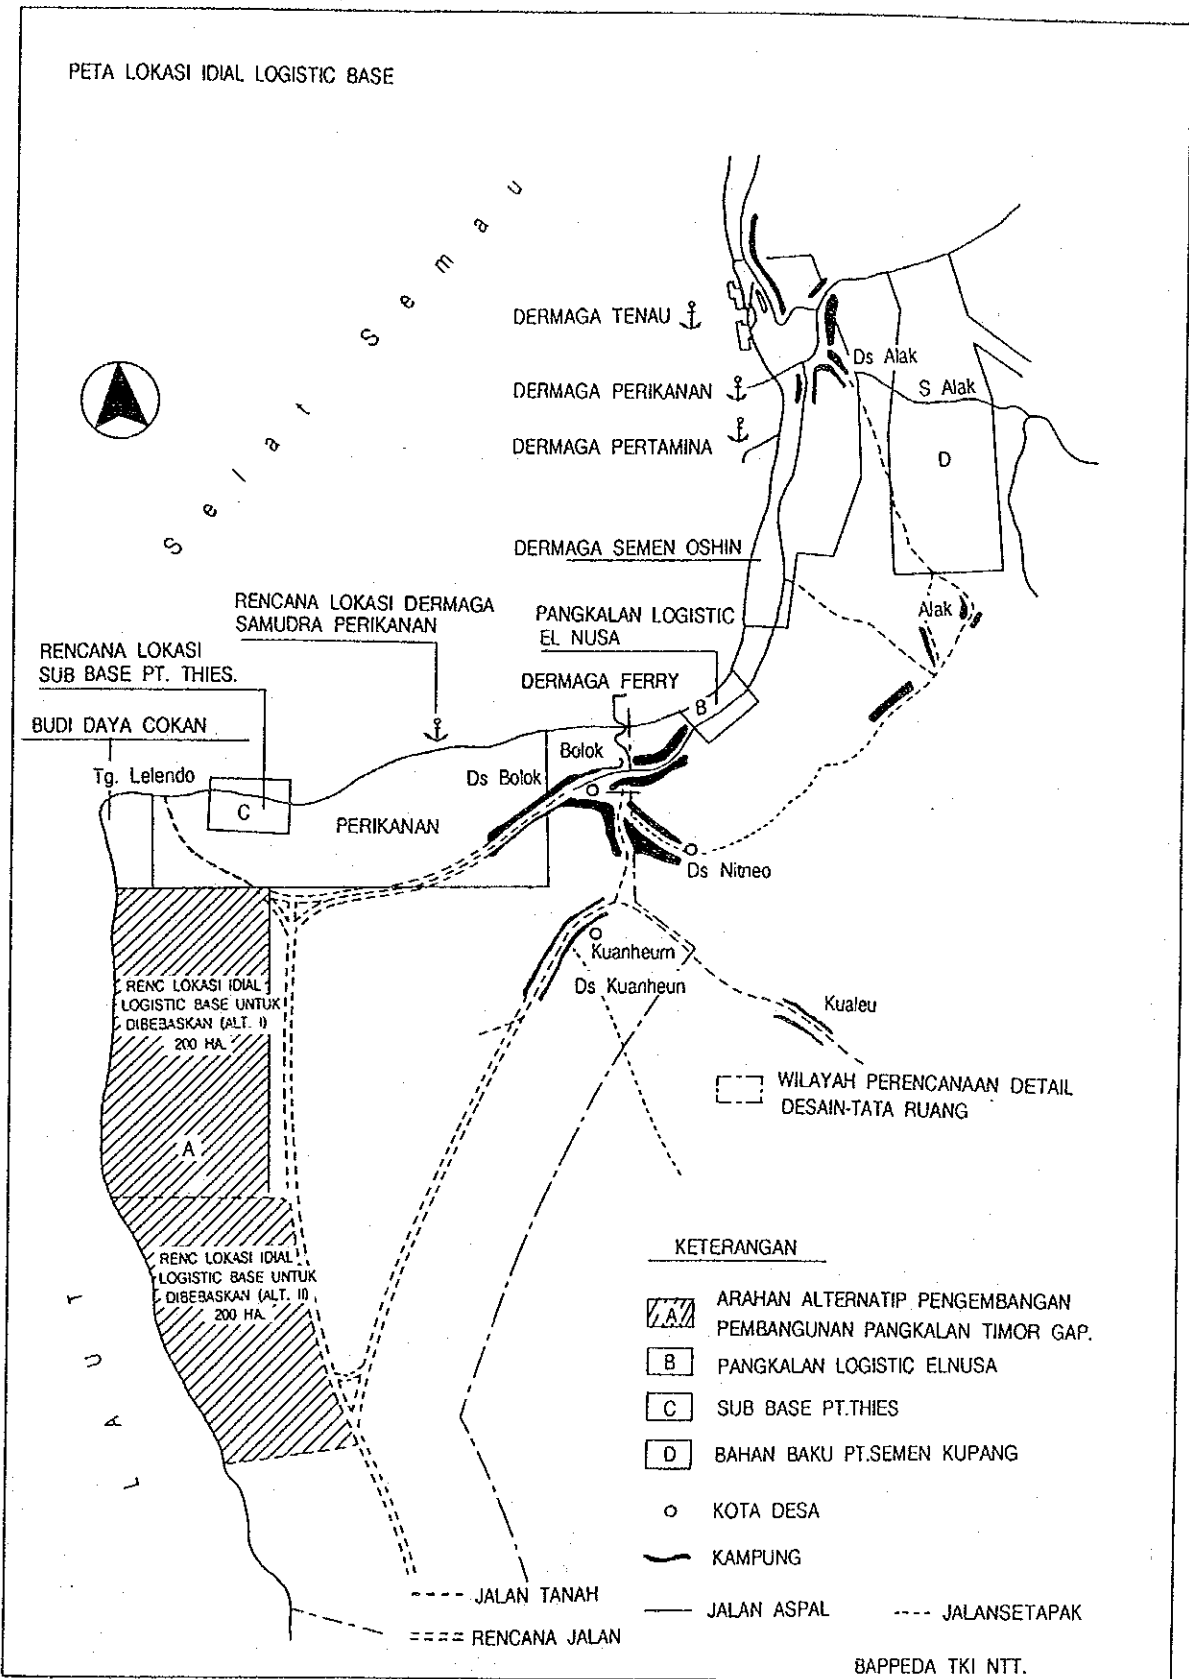 PETA LOKASI IDIAL LOGISTIC BASE
Selat Semau
DERMAGA TENAU
Ds Alak
DERMAGA PERIKANAN
S Alak
DERMAGA PERTAMINA
D
DERMAGA SEMEN OSHIN
RENCANA LOKASI DERMAGA
SAMUDRA PERIKANAN
PANGKALAN LOGISTIC
EL NUSA
Alak
RENCANA LOKASI
SUB BASE PT. THIES.
DERMAGA FERRY
B
BUDI DAYA COKAN
Bolok
Tg. Lelendo
Ds Bolok
C
PERIKANAN
Ds Nitneo
Kuanheum
Ds Kuanheun
RENC LOKASI IDIAL
LOGISTIC BASE UNTUK
DIBEBASKAN (ALT. I)
200 HA.
Kualeu
WILAYAH PERENCANAAN DETAIL
DESAIN-TATA RUANG
A
RENC LOKASI IDIAL
LOGISTIC BASE UNTUK
DIBEBASKAN (ALT. II)
200 HA.
LAUT
KETERANGAN
A ARAHAN ALTERNATIP PENGEMBANGAN
PEMBANGUNAN PANGKALAN TIMOR GAP.
B PANGKALAN LOGISTIC ELNUSA
C SUB BASE PT.THIES
D BAHAN BAKU PT.SEMEN KUPANG
KOTA DESA
KAMPUNG
JALAN TANAH
JALAN ASPAL
JALANSETAPAK
RENCANA JALAN
BAPPEDA TKI NTT.